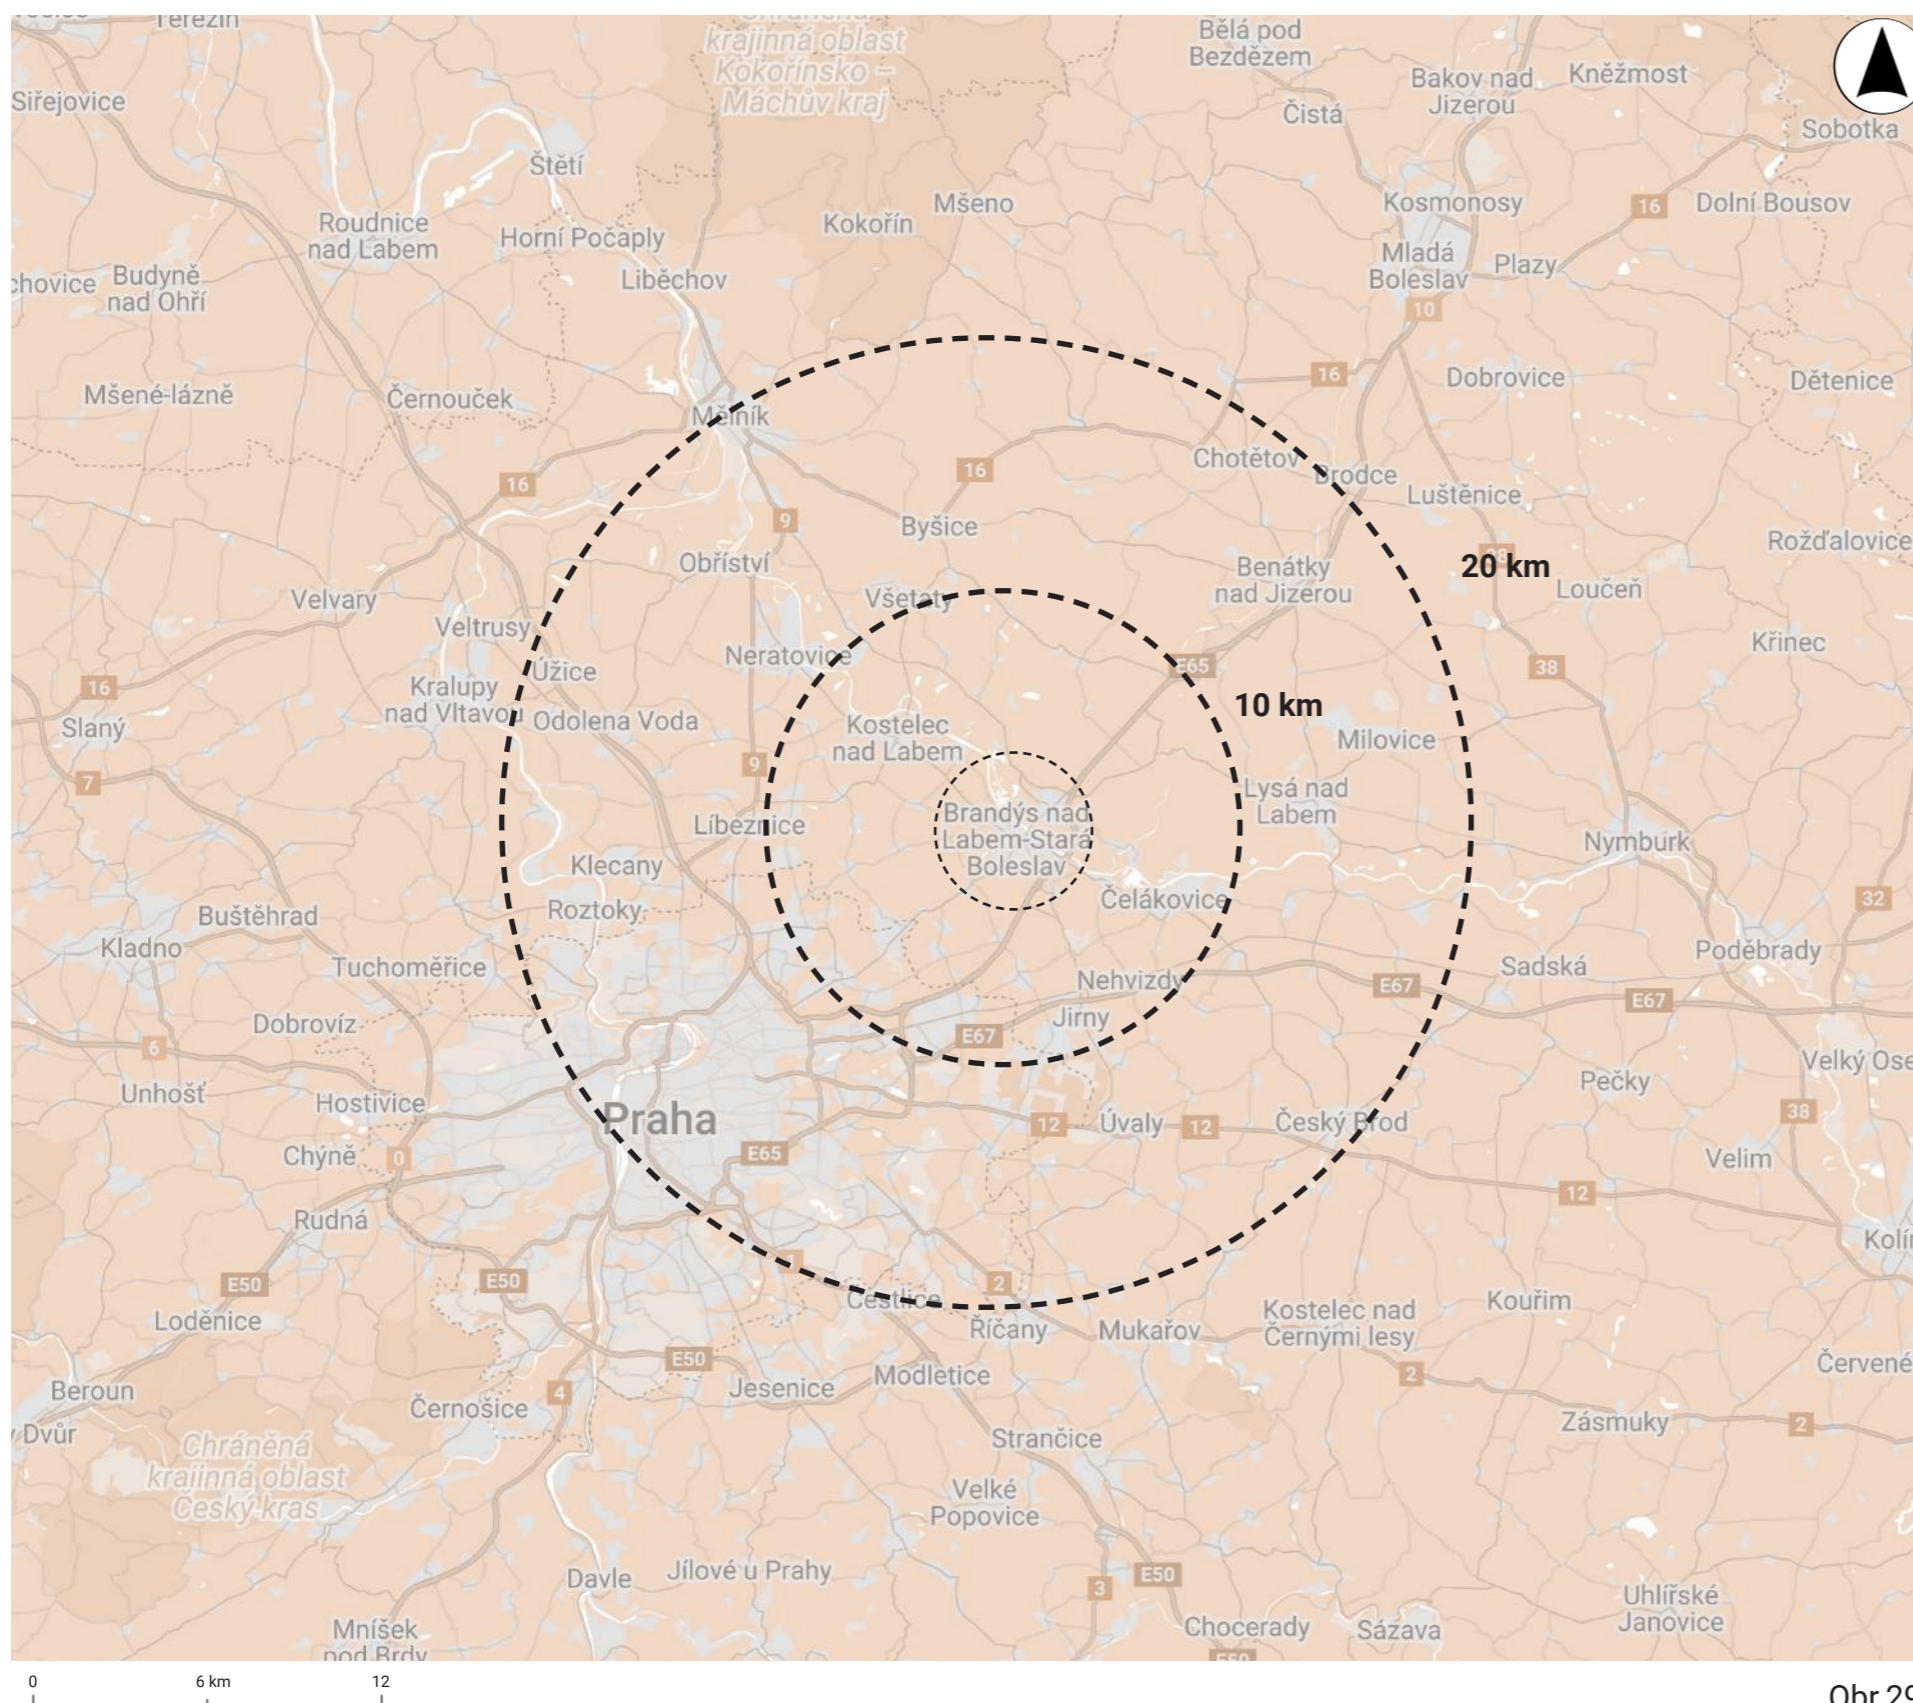 Terezín
Chráněná
krajinná oblast
Kokořínsko –
Máchův kraj
Bělá pod
Bezdězem
Bakov nad
Jizerou
Kněžmost
Siřejovice
Čistá
Sobotka
Štětí
Roudnice
nad Labem
Horní Počaply
Kokořín
Mšeno
Kosmonosy
16
Dolní Bousov
chovice
Budyně
nad Ohří
Liběchov
Mladá
Boleslav
Plazy
10
Mšené-lázně
Černouček
Mělník
16
Dobrovice
Dětenice
16
16
Chotětov
Brodce
Luštěnice
9
Byšice
Obříství
Benátky
nad Jizerou
38
20 km
Loučeň
Rožďalovice
Velvary
Veltrusy
Všetaty
Křinec
Úžice
Neratovice
E65
38
16
Kralupy
nad Vltavou
Slaný
Odolena Voda
Kostelec
nad Labem
10 km
Milovice
7
9
Lysá nad
Labem
Líbeznice
Brandýs nad
Labem-Stará
Boleslav
Nymburk
Klecany
Čelákovice
32
Buštěhrad
Roztoky
Kladno
Tuchoměřice
Nehvizdy
E67
Sadská
Poděbrady
E67
Dobrovíz
Jirny
E67
6
Velký Ose
Unhošť
Hostivice
Praha
Pečky
12
Úvaly
12
Český Brod
38
Chýně
0
E65
Velim
12
Rudná
Kolín
E50
E50
1
2
Loděnice
Čestlice
Říčany
Mukařov
Kostelec nad
Černými lesy
Kouřim
Beroun
E50
Jesenice
Modletice
2
Červené
4
Černošice
Dvůr
Zásmuky
2
Chráněná
krajinná oblast
Český kras
Strančice
Velké
Popovice
Davle
Jílové u Prahy
3
E50
Uhlířské
Janovice
Mníšek
pod Brdy
Chocerady
Sázava
E50
0
6 km
12
Obr 29